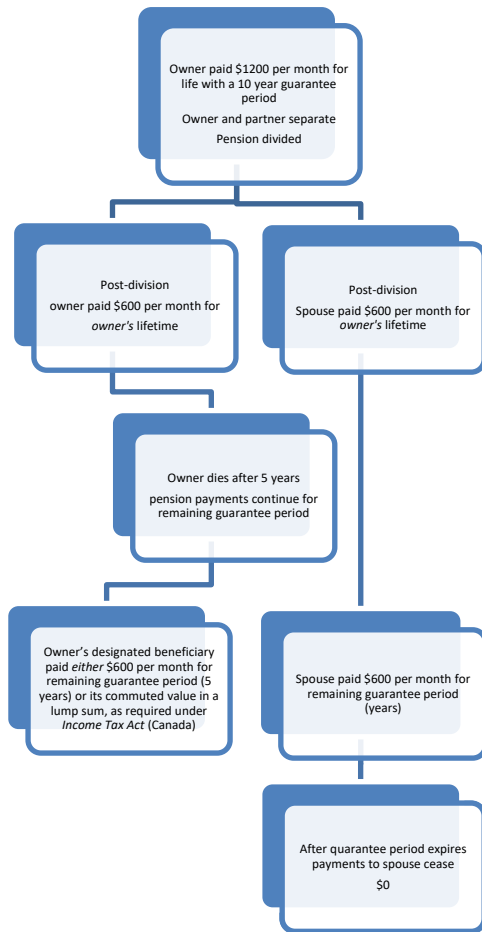 Owner paid $1200 per month for
life with a 10 year guarantee
period
Owner and partner separate
Pension divided
Post-division
owner paid $600 per month for
owner's lifetime
Post-division
Spouse paid $600 per month for
owner's lifetime
Owner dies after 5 years
pension payments continue for
remaining guarantee period
Owner’s designated beneficiary
paid either $600 per month for
remaining guarantee period (5
years) or its commuted value in a
lump sum, as required under
Income Tax Act (Canada)
Spouse paid $600 per month for
remaining guarantee period
(years)
After quarantee period expires
payments to spouse cease
$0